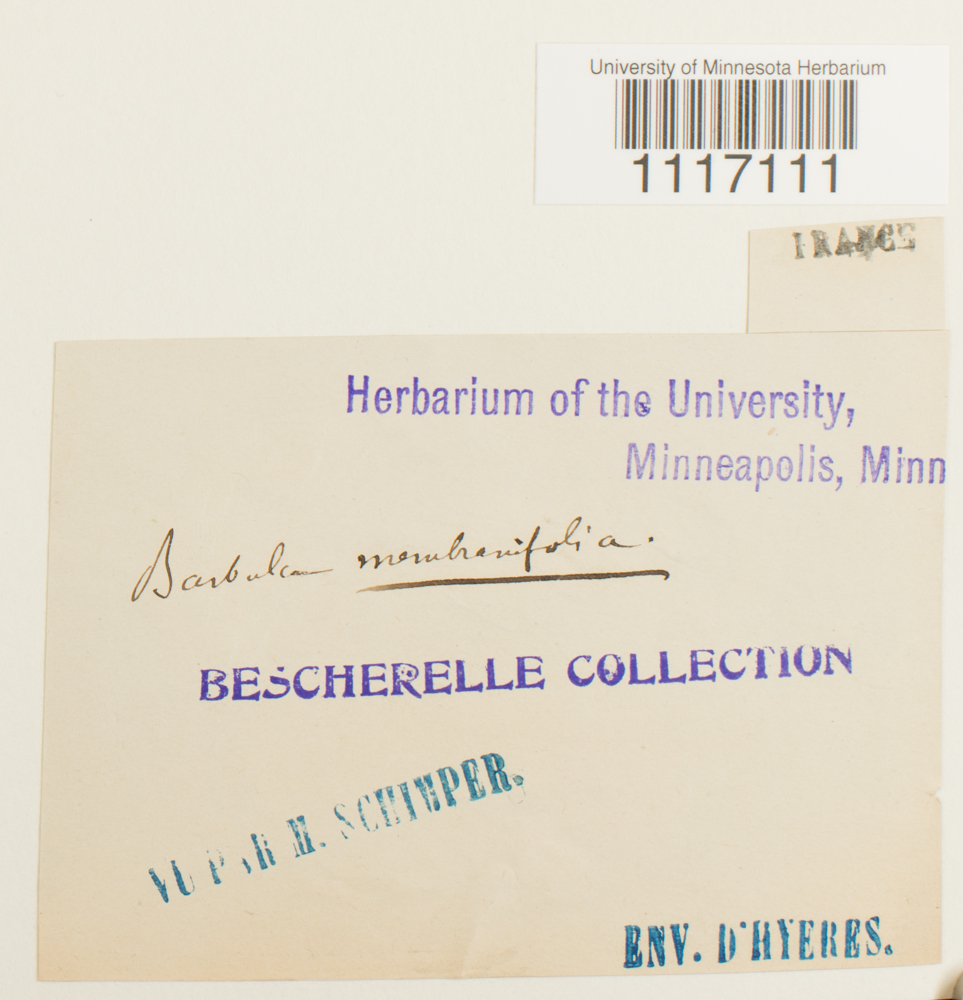 University of Minnesota Herbarium
1117111
FRANCE
Herbarium of the University,
Minneapolis, Minn
Barbula membranifolia.
BESCHERELLE COLLECTION
VU PAR M. SCHIMPER.
ENV. D'HYERES.